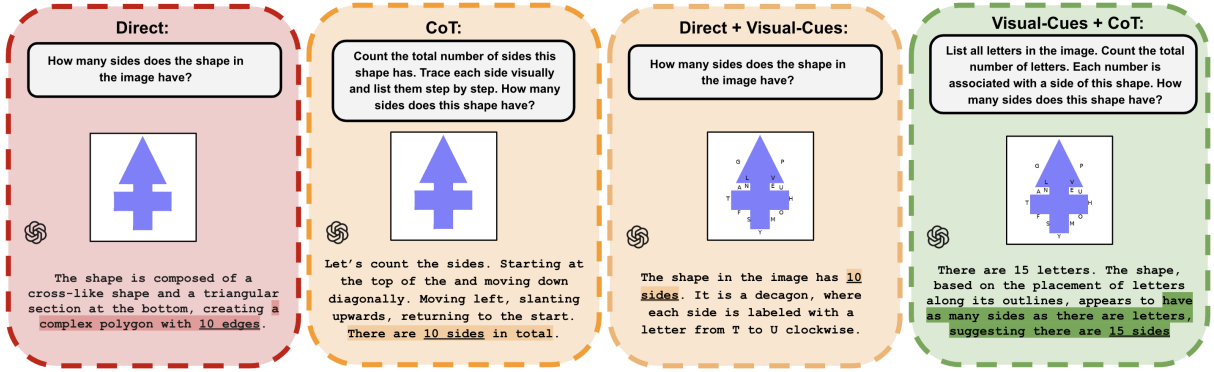 Direct:
How many sides does the shape in
the image have?
The shape is composed of a
cross-like shape and a triangular
section at the bottom, creating a
complex polygon with 10 edges.
CoT:
Count the total number of sides this
shape has. Trace each side visually
and list them step by step. How many
sides does this shape have?
Let's count the sides. Starting at
the top of the and moving down
diagonally. Moving left, slanting
upwards, returning to the start.
There are 10 sides in total.
Direct + Visual-Cues:
How many sides does the shape in
the image have?
G P
L V
A N E U
T H
F O
S M
Y
The shape in the image has 10
sides. It is a decagon, where
each side is labeled with a
letter from T to U clockwise.
Visual-Cues + CoT:
List all letters in the image. Count the total
number of letters. Each number is
associated with a side of this shape. How
many sides does this shape have?
G P
L V
A N E U
T H
F O
S M
Y
There are 15 letters. The shape,
based on the placement of letters
along its outlines, appears to have
as many sides as there are letters,
suggesting there are 15 sides